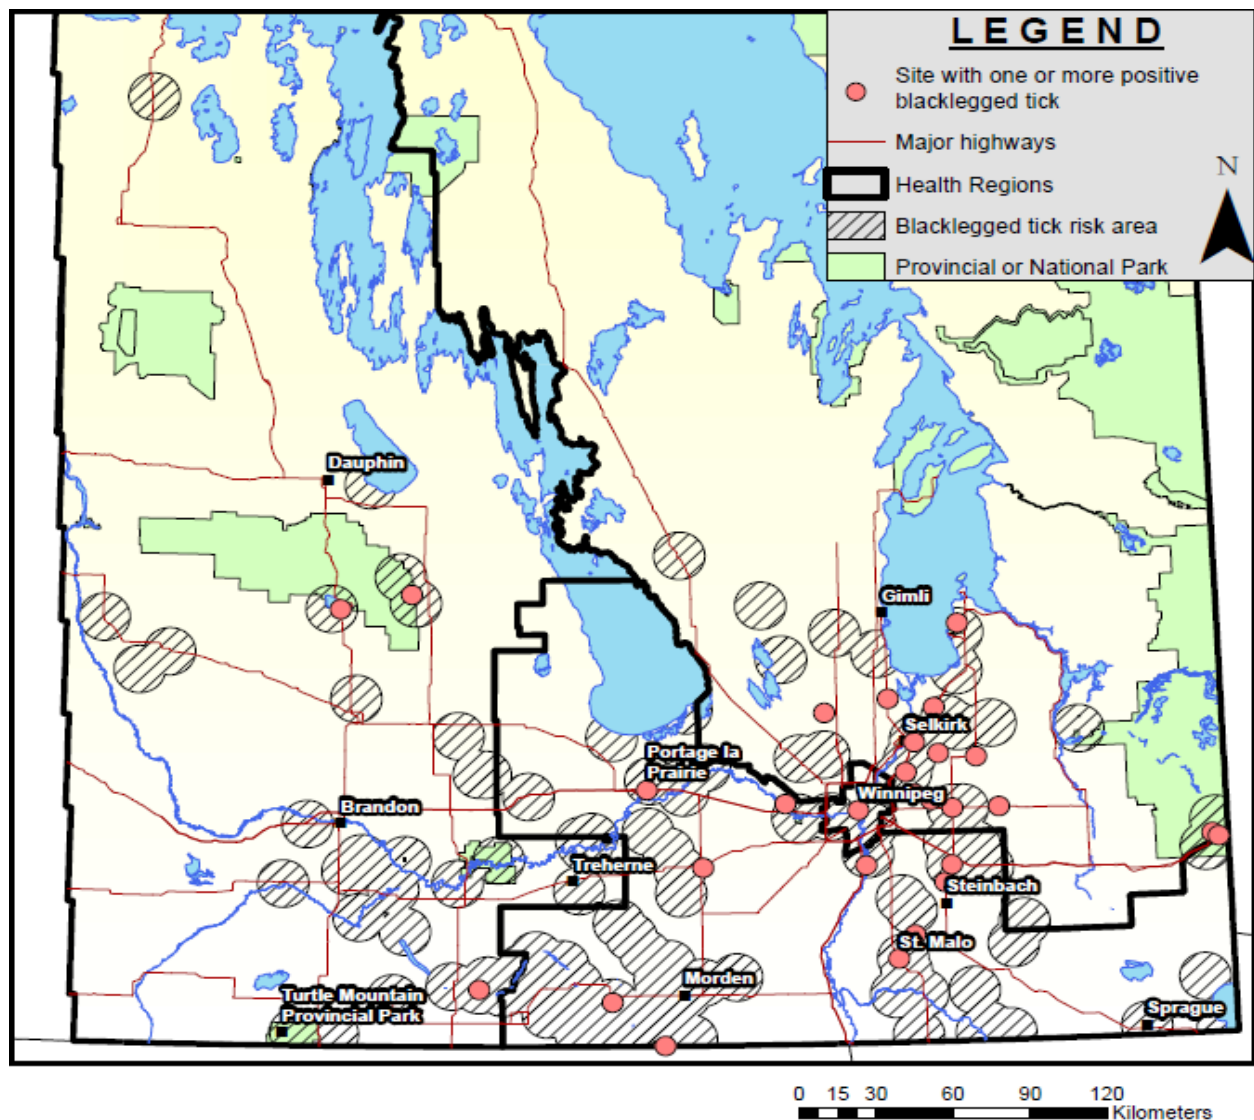 LEGEND
Site with one or more positive
blacklegged tick
Major highways
N
Health Regions
Blacklegged tick risk area
Provincial or National Park
Dauphin
Gimli
Selkirk
Portage la
Prairie
Winnipeg
Brandon
Treherne
Steinbach
St. Malo
Morden
Turtle Mountain
Provincial Park
Sprague
0 15 30 60 90 120
Kilometers